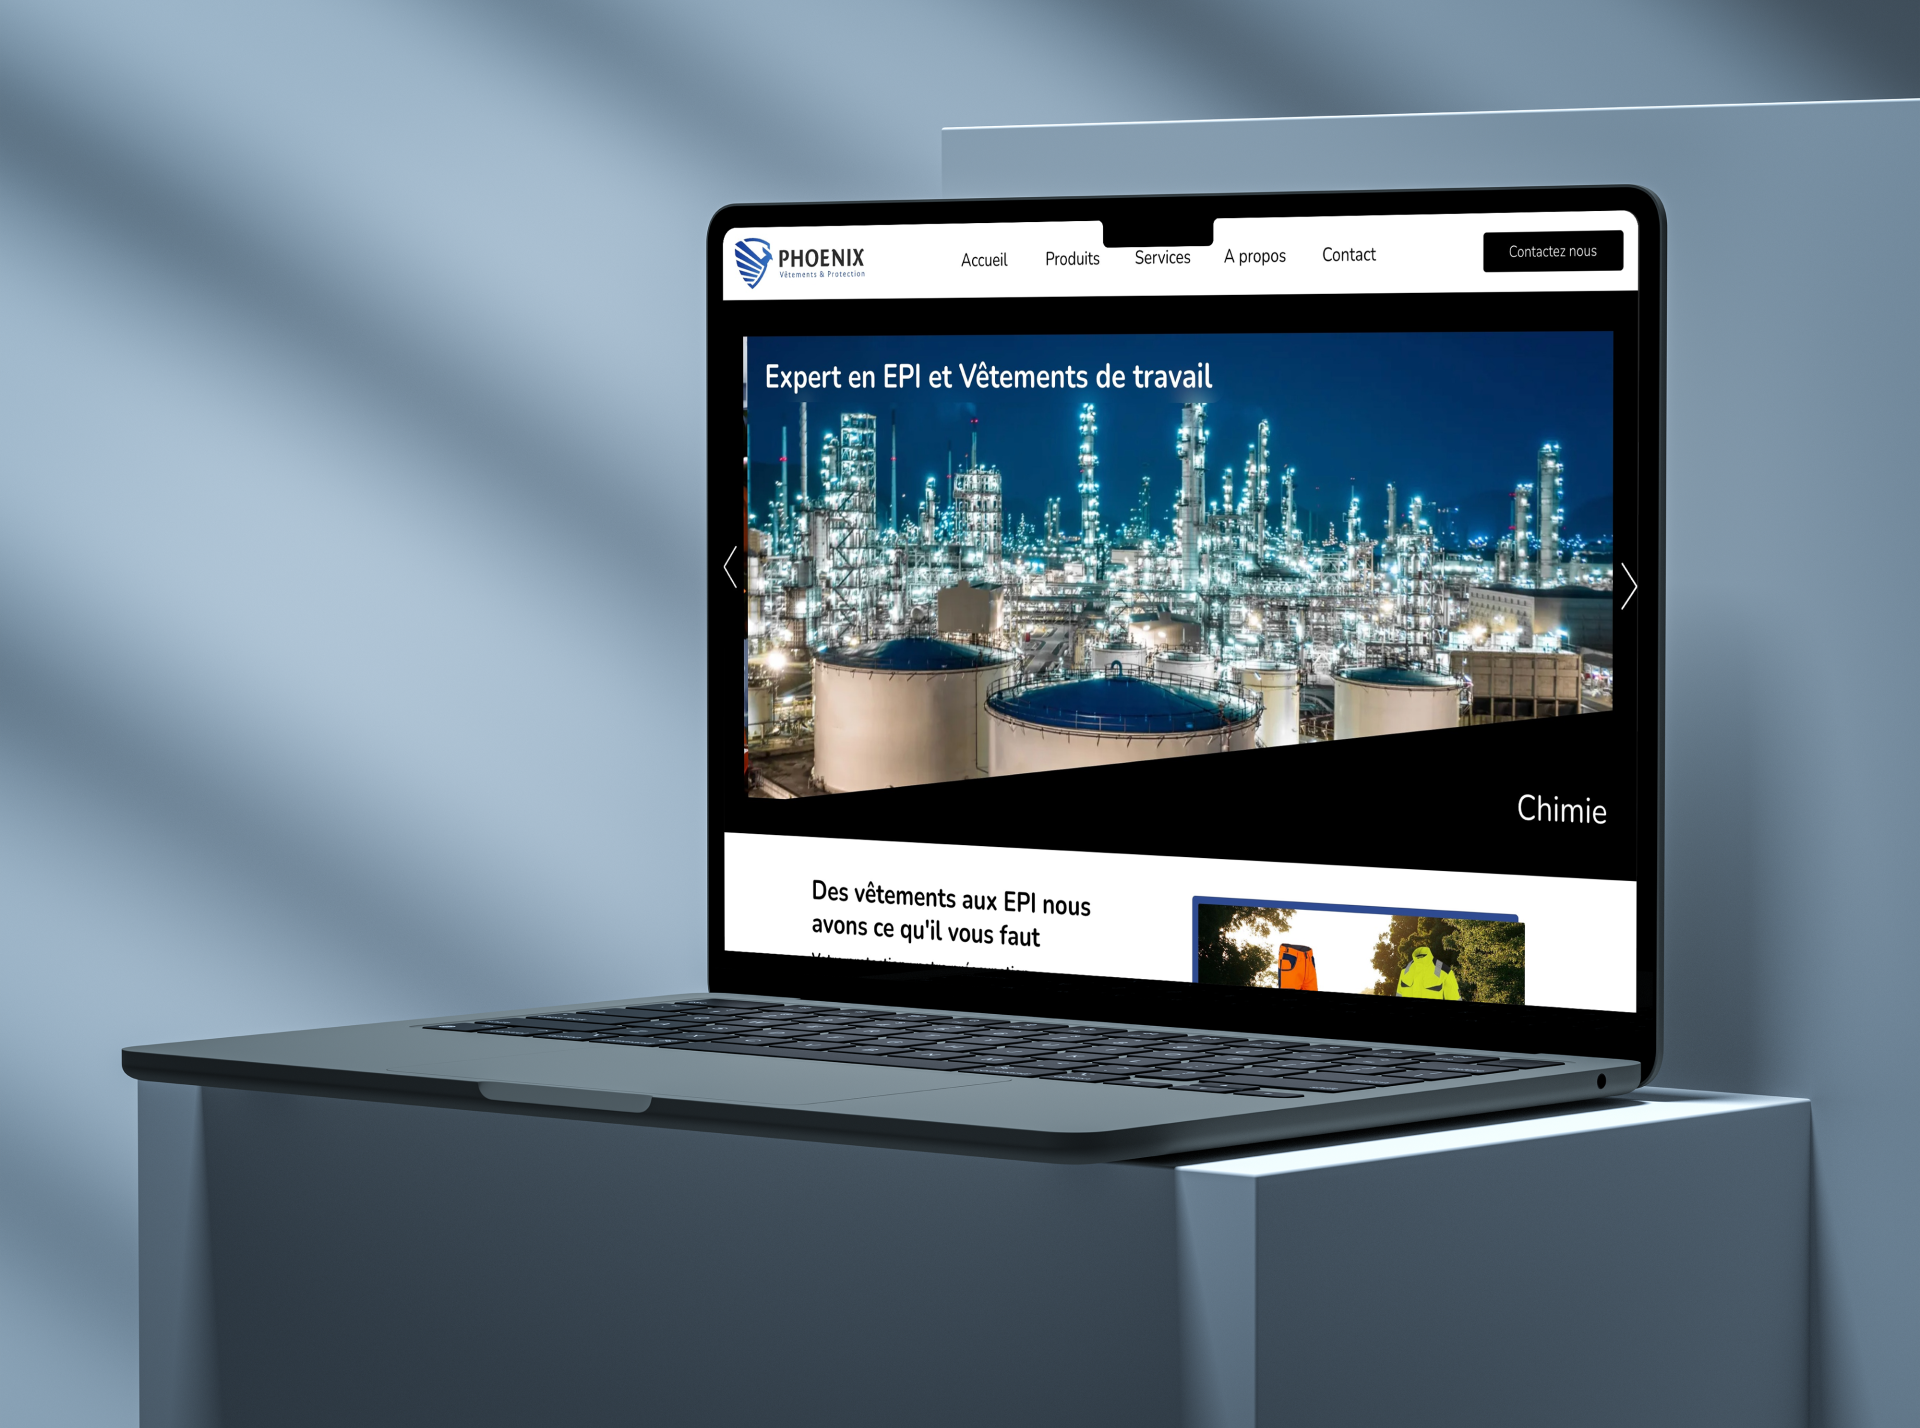 PHOENIX
Vêtements & Protection
Accueil
Produits
Services
A propos
Contact
Contactez nous
Expert en EPI et Vêtements de travail
Chimie
Des vêtements aux EPI nous
avons ce qu'il vous faut